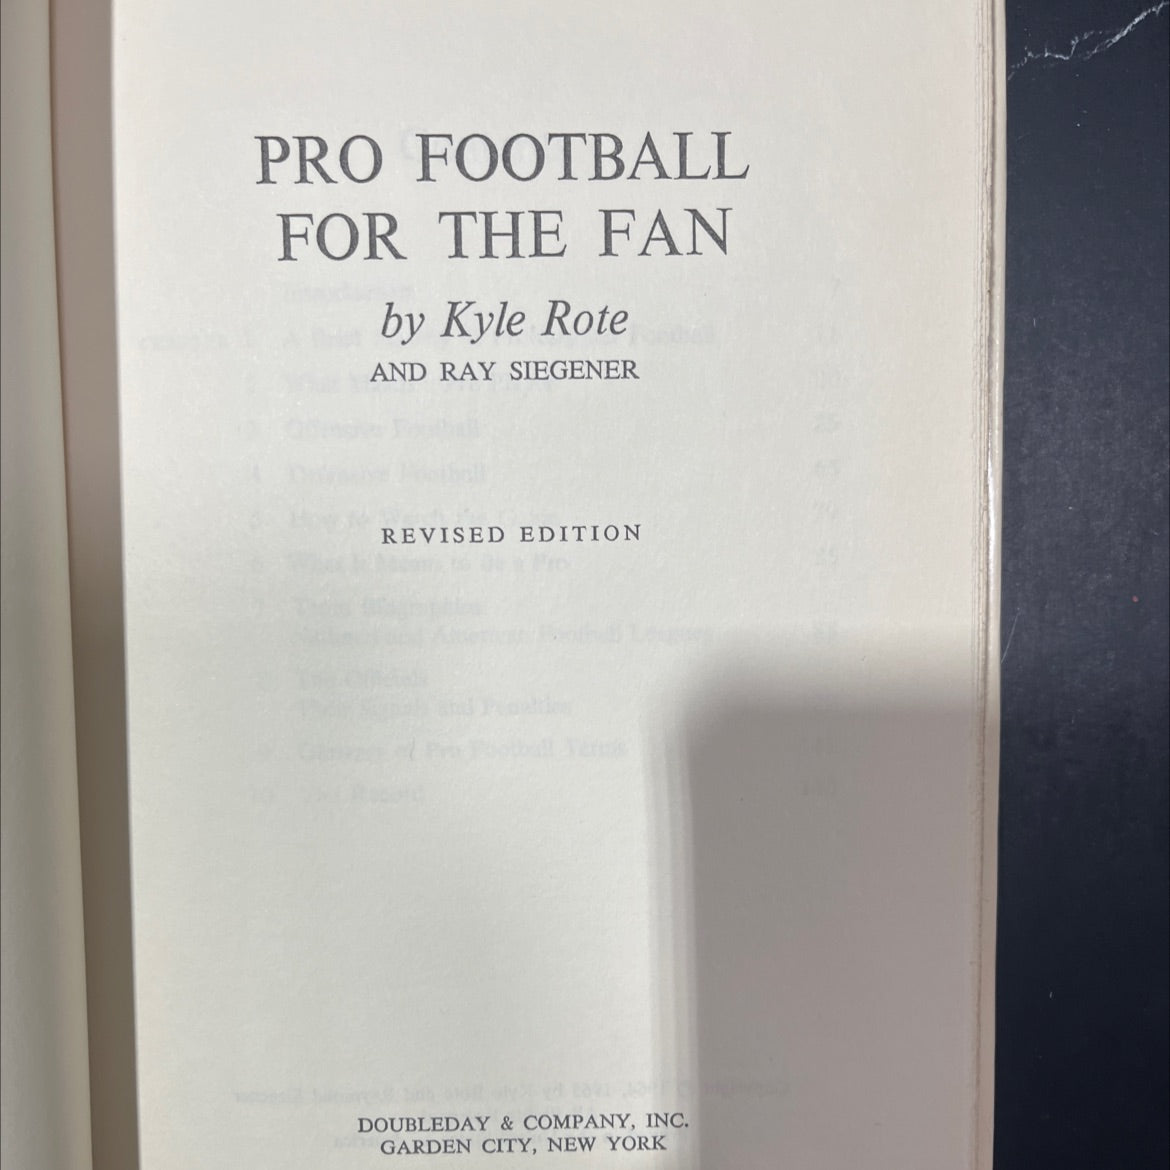 PRO FOOTBALL
FOR THE FAN
by Kyle Rote
AND RAY SIEGENER
REVISED EDITION
DOUBLEDAY & COMPANY, INC.
GARDEN CITY, NEW YORK